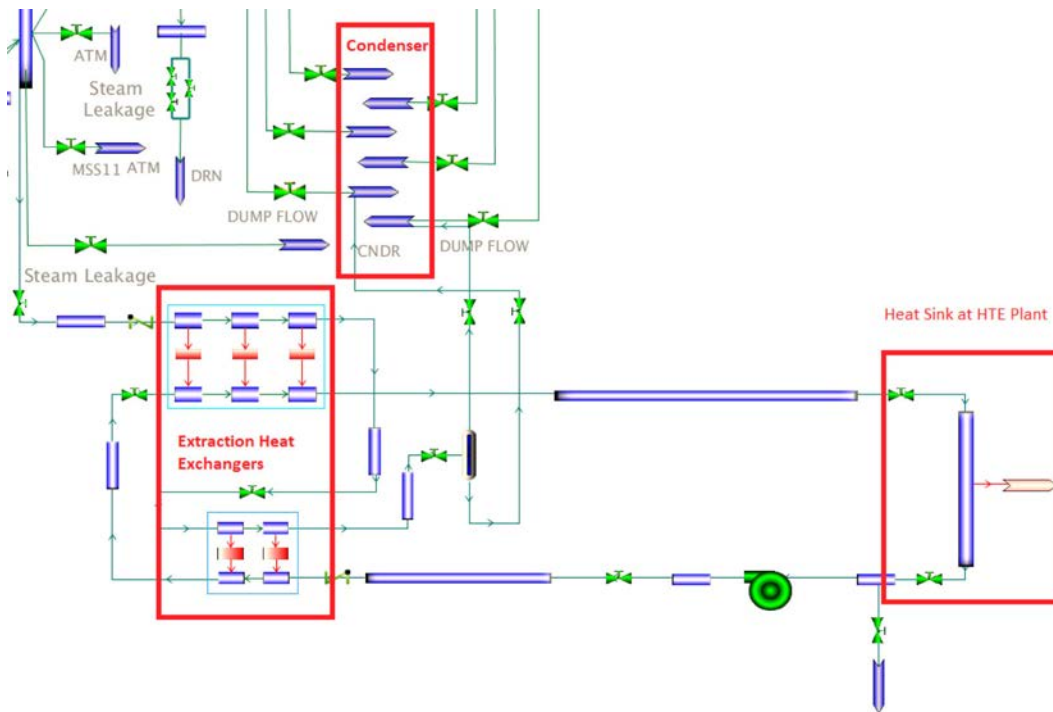 Condenser
ATM
Steam
Leakage
MSS11 ATM
DRN
DUMP FLOW
CNDR
DUMP FLOW
Steam Leakage
Heat Sink at HTE Plant
Extraction Heat
Exchangers